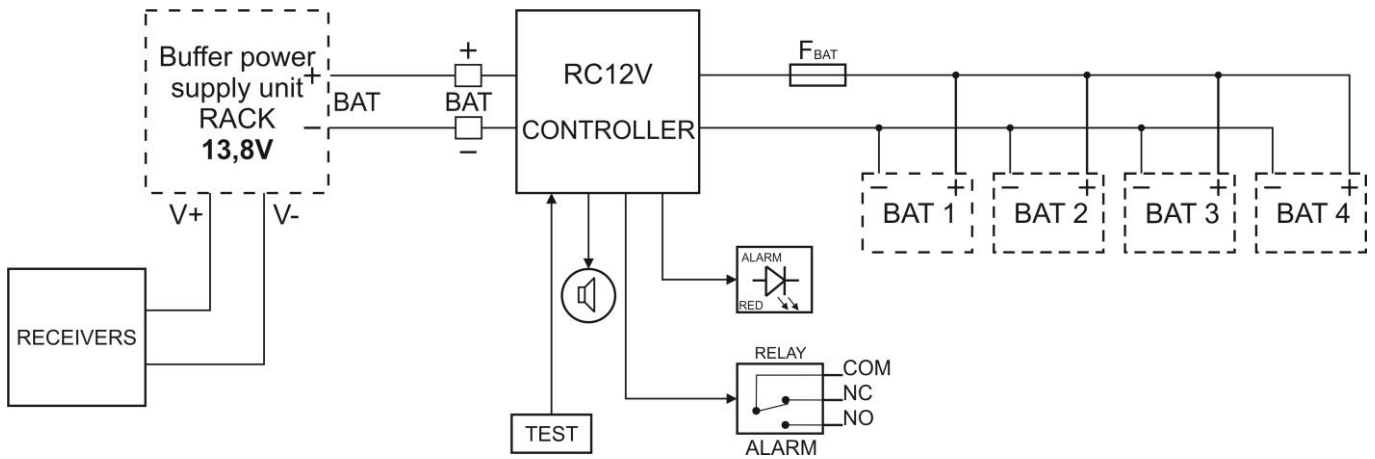 Buffer power
supply unit
RACK
13,8V
+
−
BAT
+
BAT
−
RC12V
CONTROLLER
FBAT
− +
BAT 1
− +
BAT 2
− +
BAT 3
− +
BAT 4
V+
V-
RECEIVERS
ALARM
RED
RELAY
COM
NC
NO
ALARM
TEST